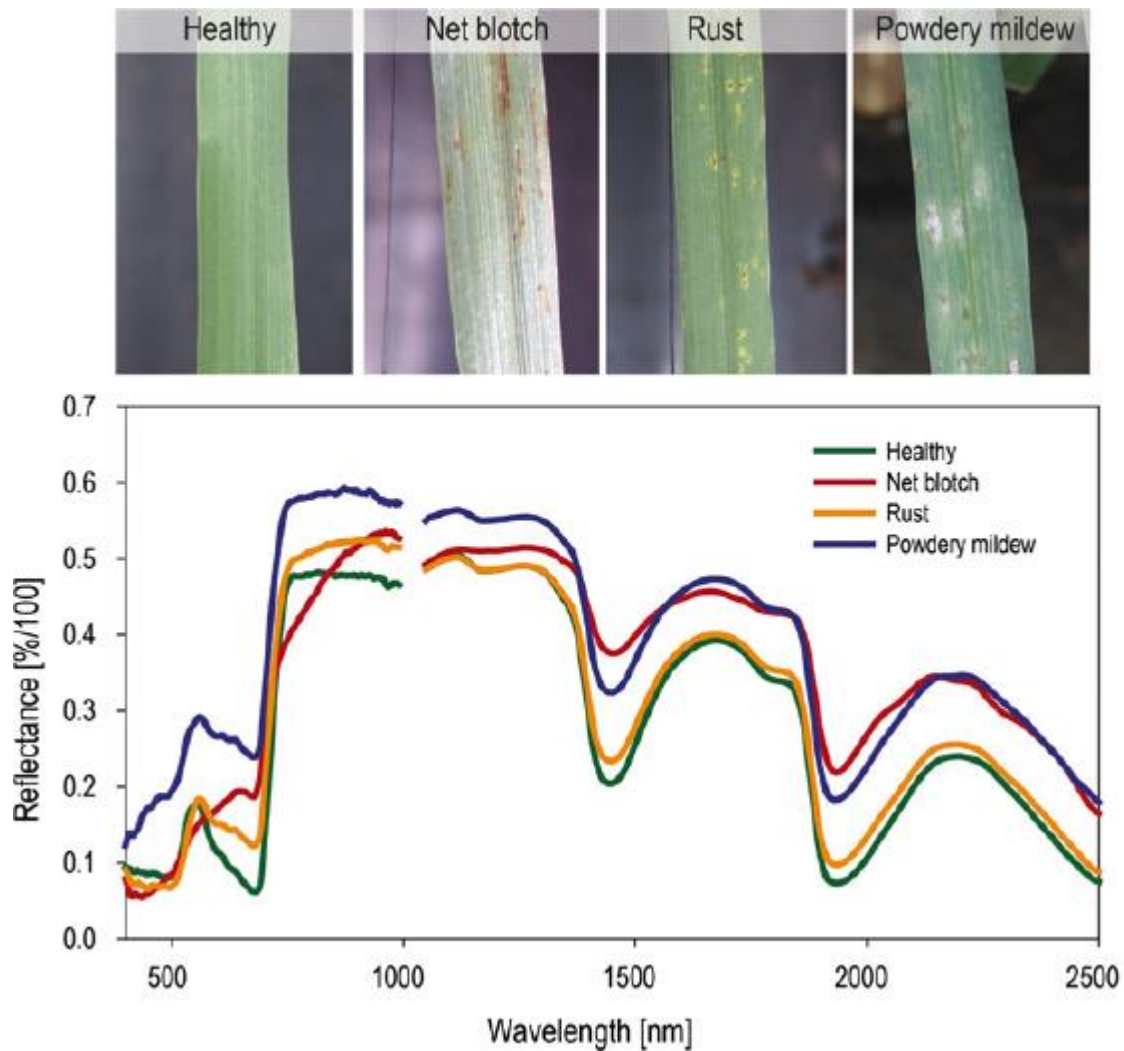 Healthy Net blotch Rust Powdery mildew
0.7
Healthy
Net blotch
Rust
Powdery mildew
0.6
0.5
0.4
0.3
0.2
0.1
0.0
Reflectance [%/100]
500 1000 1500 2000 2500
Wavelength [nm]